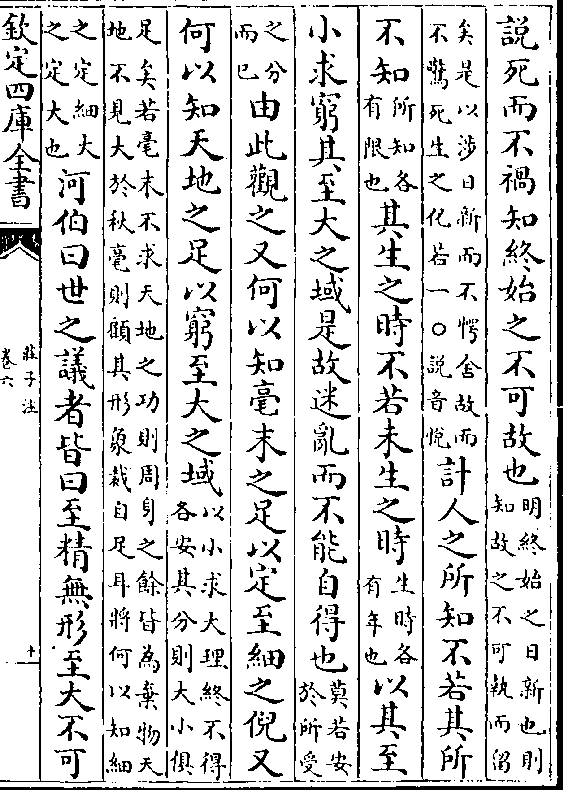 説死而不禍知終始之不可故也明終始之日新也則知故之不可執而留
矣是以涉日新而不愕舍故而不驚死生之化若一○説音悅計人之所知不若其所
不知所知各有限也其生之時不若未生之時生時各有年也以其至
小求窮其至大之域是故迷亂而不能自得也莫若安於所受
之分而已由此觀之又何以知毫末之足以定至細之倪又
何以知天地之足以窮至大之域以小求大理終不得各安其分則大小俱
足矣若毫末不求天地之功則周身之餘皆為棄物天地不見大於秋毫則顧其形象裁自足耳將何以知細
之定細大之定大也河伯曰世之議者皆曰至精無形至大不可
欽定四庫全書
莊子注
卷六
十